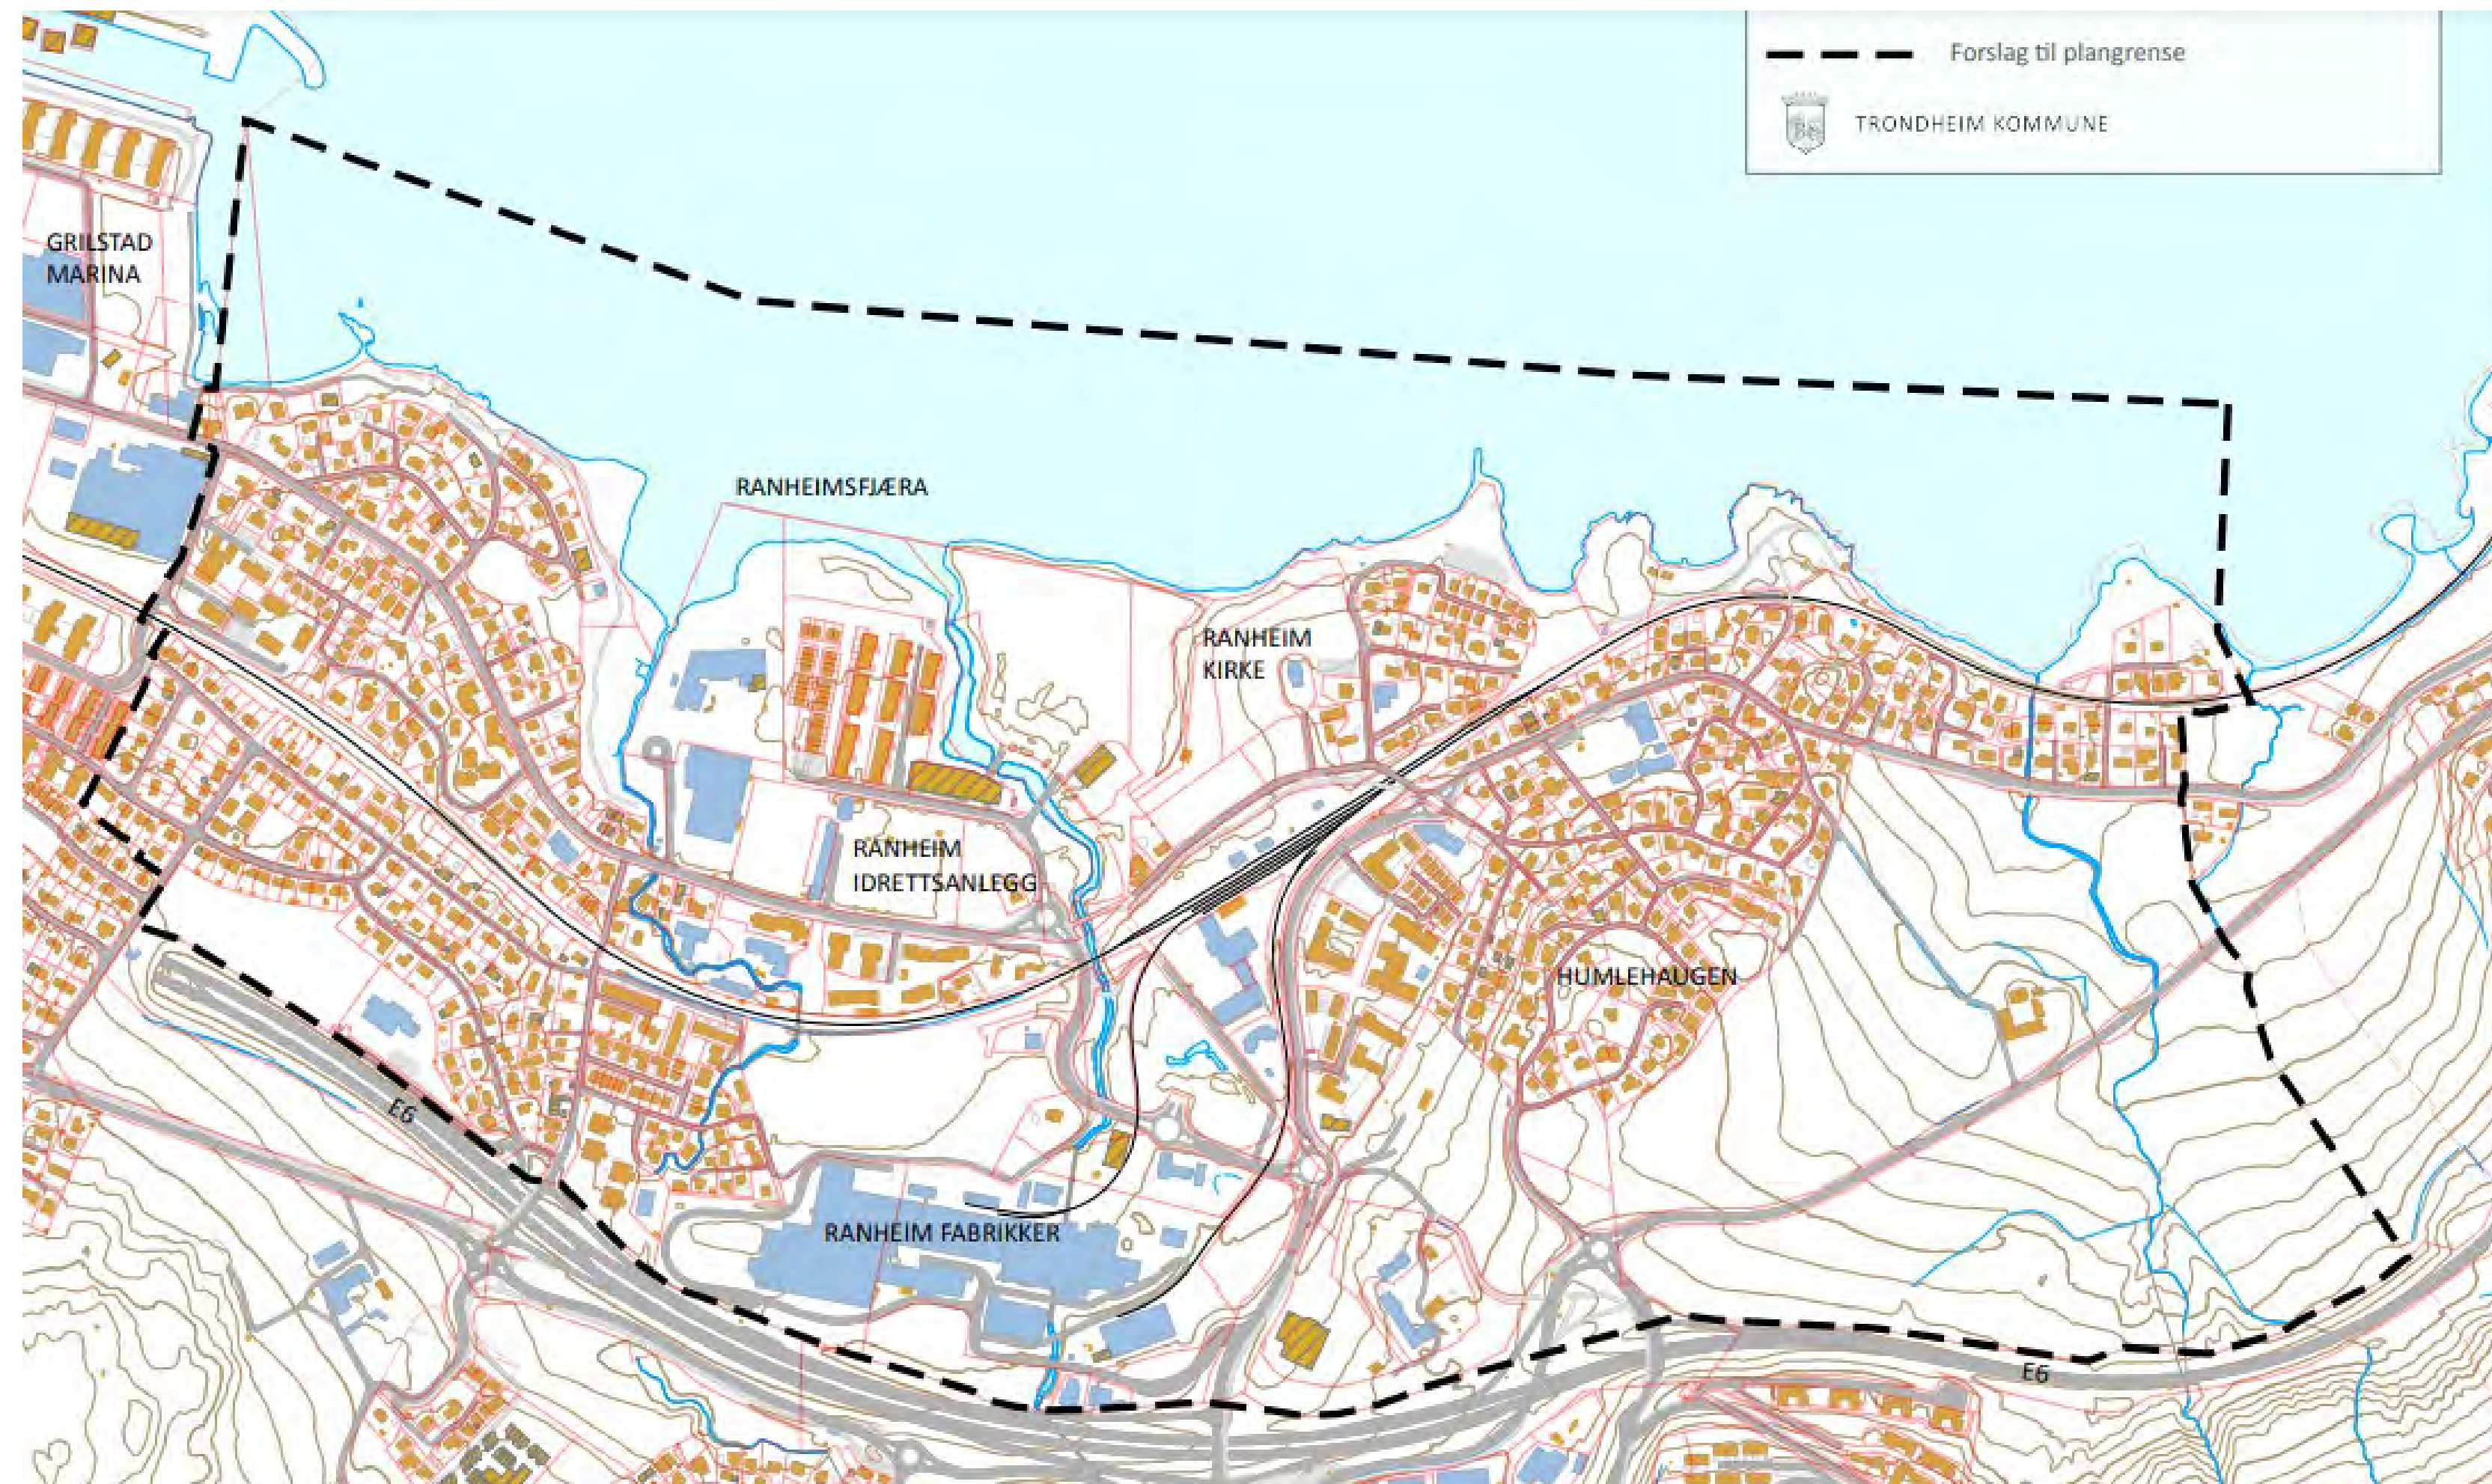 Forslag til plangrense
TRONDHEIM KOMMUNE
GRILSTAD
MARINA
RANHEIMSFJÆRA
RANHEIM
KIRKE
RANHEIM
IDRETTSANLEGG
HUMLEHAUGEN
E6
RANHEIM FABRIKKER
E6